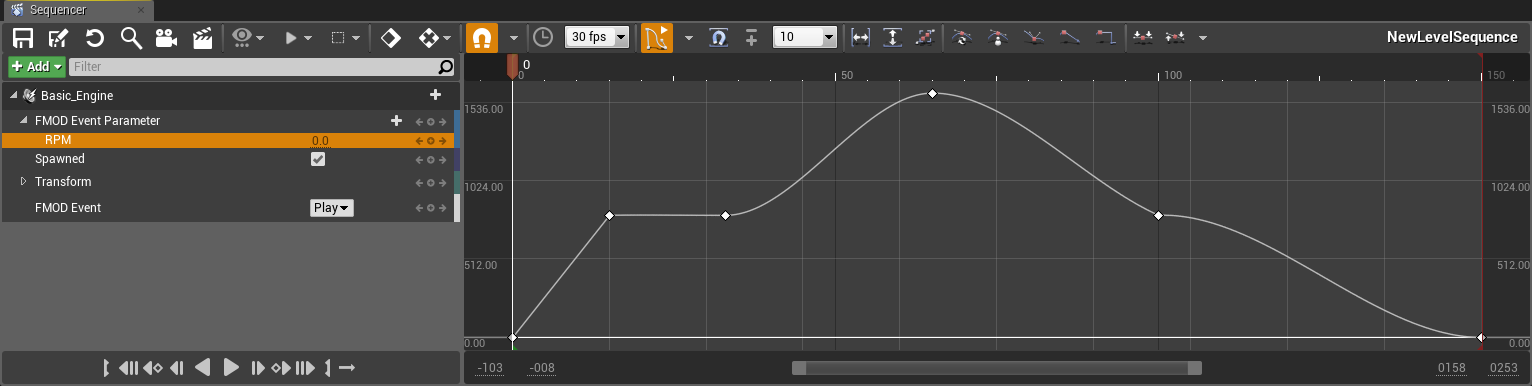 Sequencer
30 fps
10
NewLevelSequence
+ Add
Filter
0
0
50
100
150
Basic_Engine
FMOD Event Parameter
RPM 0.0
Spawned
Transform
FMOD Event Play
1536.00 1536.00
1024.00 1024.00
512.00 512.00
0.00 0.00
-103 -008 0158 0253